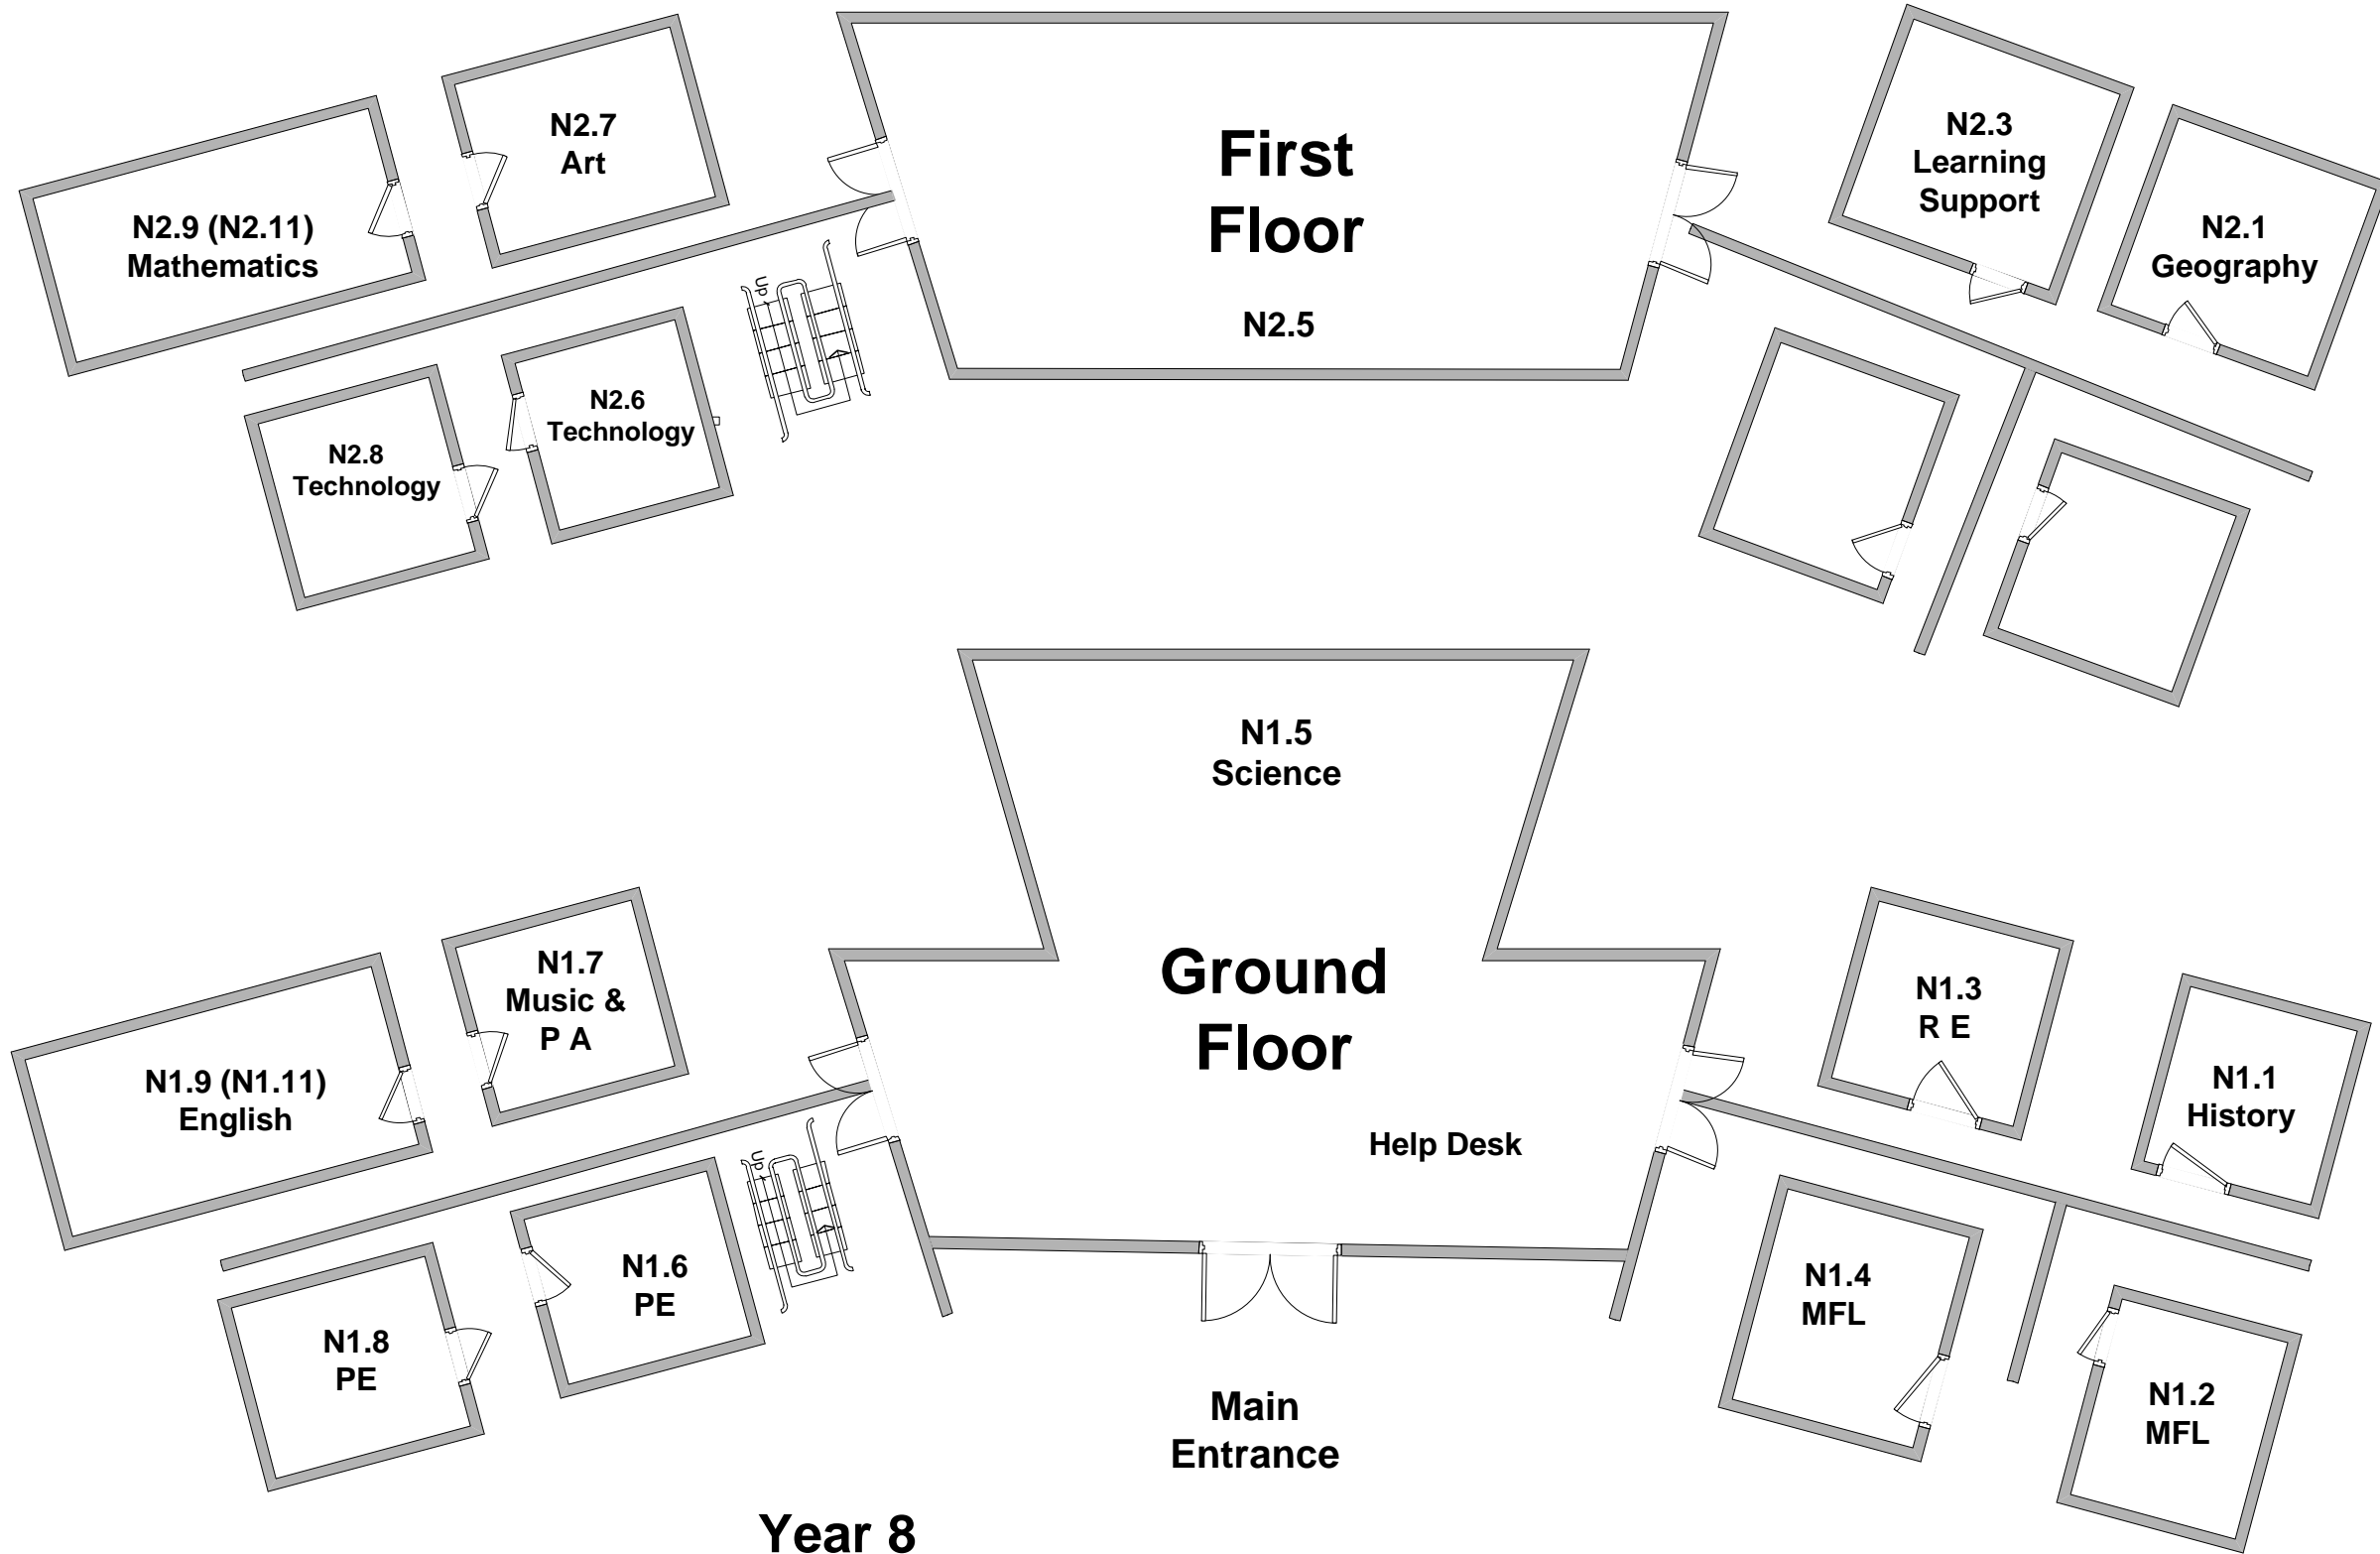 N2.7
Art
N2.9 (N2.11)
Mathematics
Up
N2.6
Technology
N2.8
Technology
First
Floor
N2.5
N2.3
Learning
Support
N2.1
Geography
N1.5
Science
Ground
Floor
Help Desk
N1.7
Music &
P A
N1.9 (N1.11)
English
Up
N1.6
PE
N1.8
PE
N1.3
R E
N1.1
History
N1.4
MFL
N1.2
MFL
Main
Entrance
Year 8